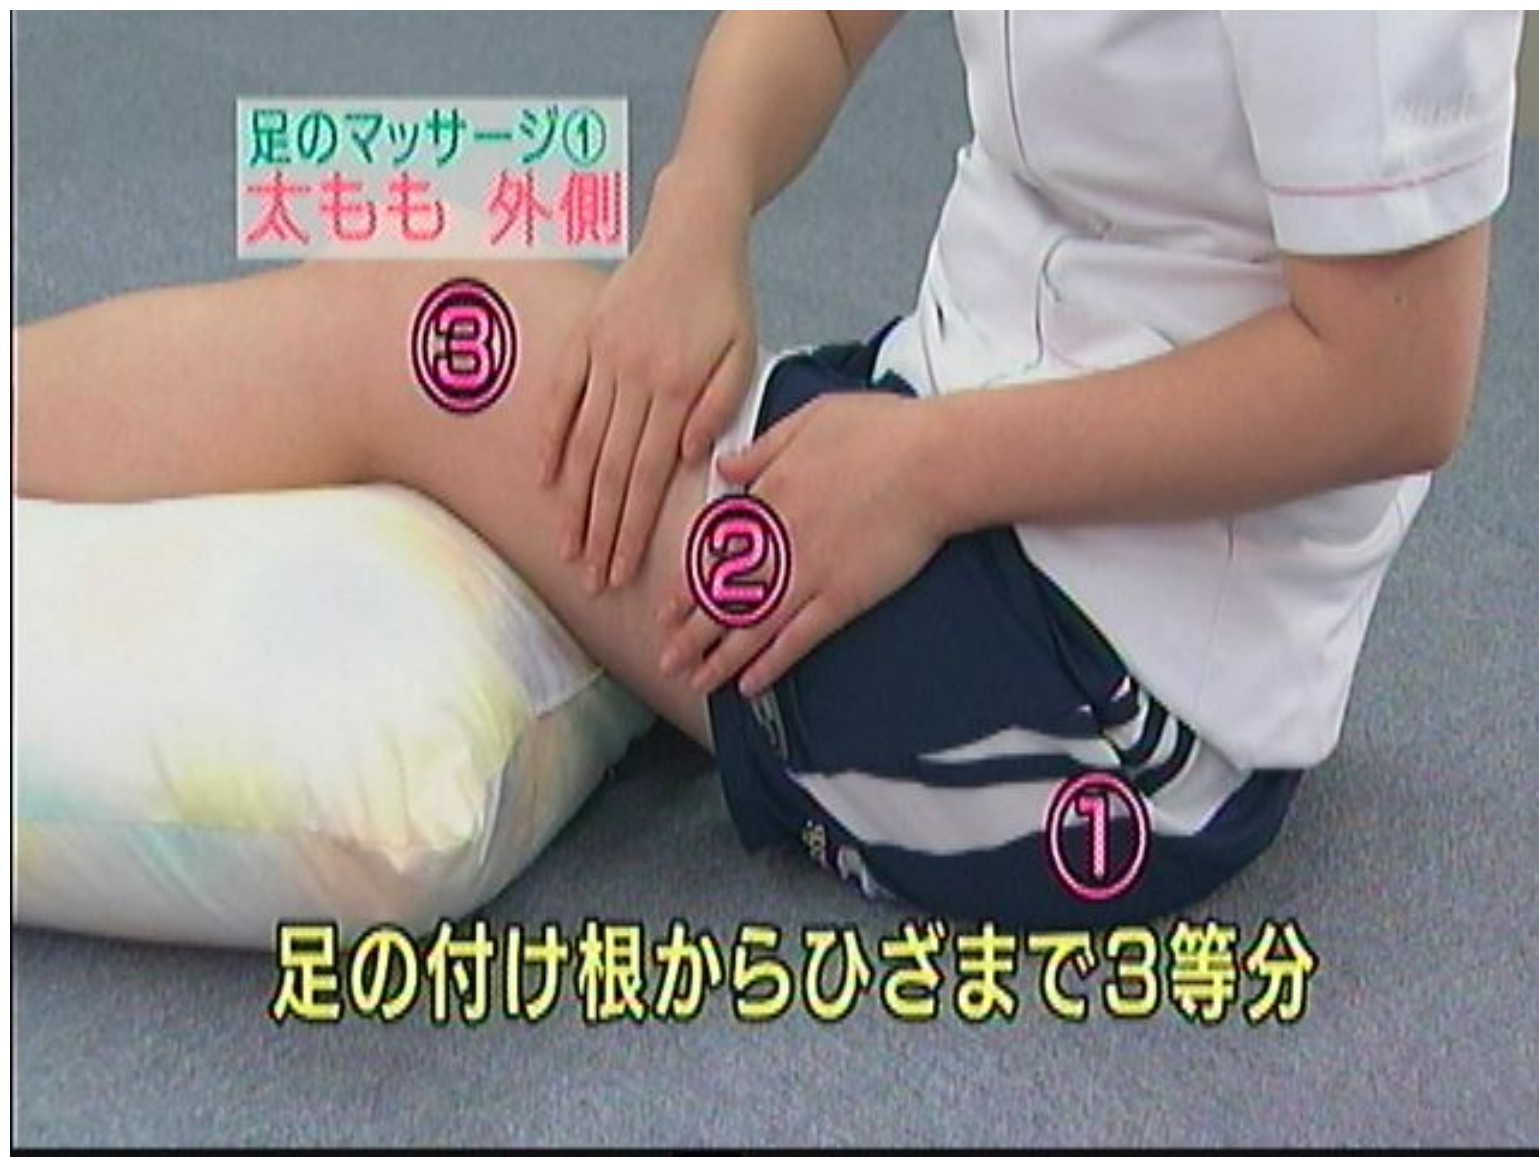 足のマッサージ①
太もも 外側
③
②
①
足の付け根からひざまで3等分